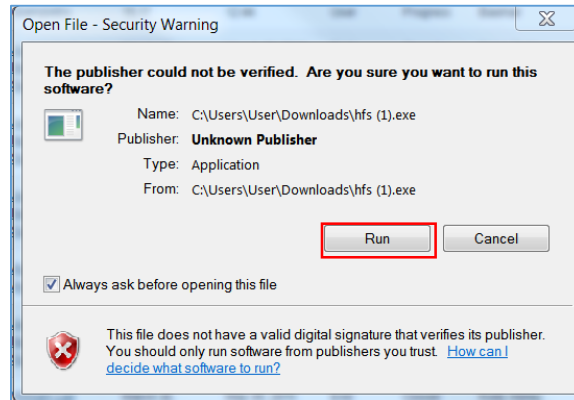 Open File - Security Warning
The publisher could not be verified. Are you sure you want to run this
software?
Name: C:\Users\User\Downloads\hfs (1).exe
Publisher: Unknown Publisher
Type: Application
From: C:\Users\User\Downloads\hfs (1).exe
Run Cancel
Always ask before opening this file
This file does not have a valid digital signature that verifies its publisher.
You should only run software from publishers you trust. How can I
decide what software to run?